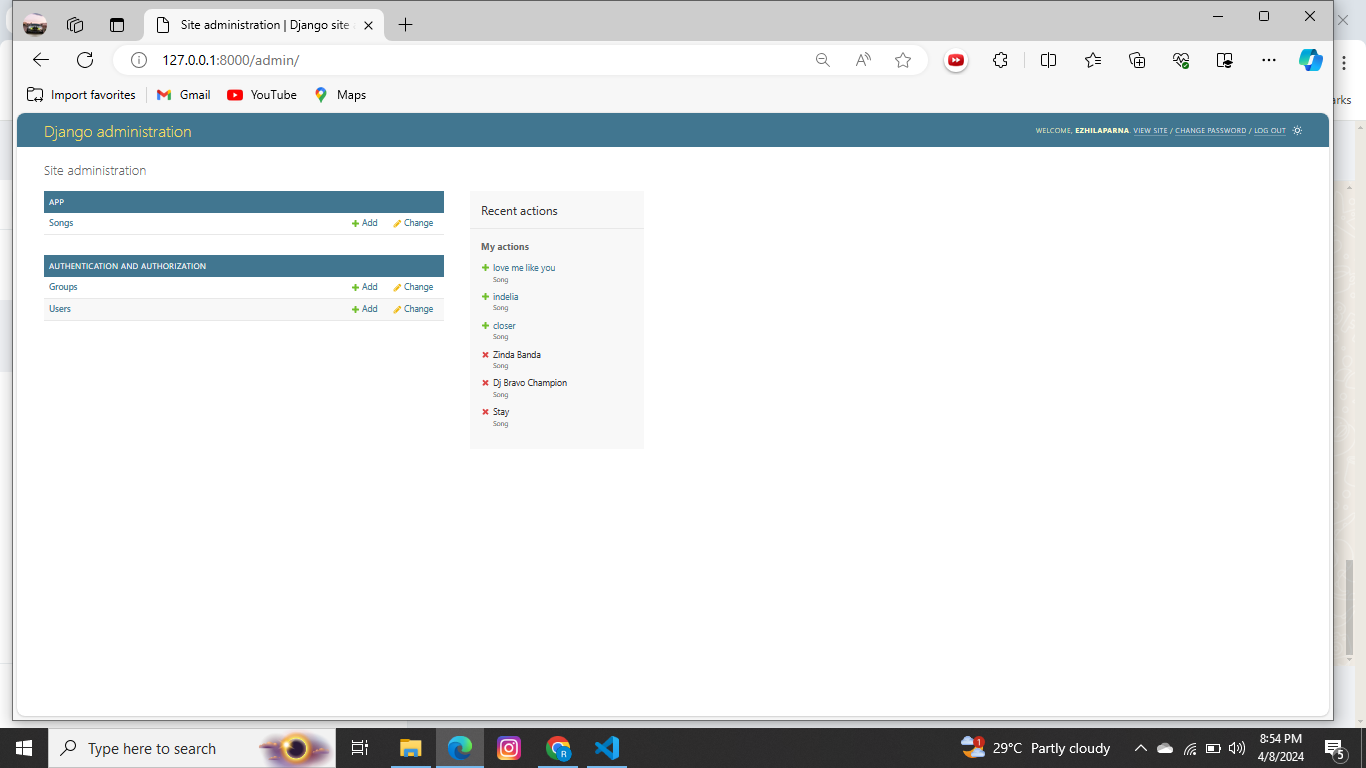 Site administration | Django site
127.0.0.1:8000/admin/
Import favorites
Gmail
YouTube
Maps
arks
Django administration
WELCOME, EZHILAPARNA. VIEW SITE / CHANGE PASSWORD / LOG OUT
Site administration
APP
Songs Add Change
AUTHENTICATION AND AUTHORIZATION
Groups Add Change
Users Add Change
Recent actions
My actions
love me like you
Song
indelia
Song
closer
Song
Zinda Banda
Song
Dj Bravo Champion
Song
Stay
Song
Type here to search
R
1
29°C Partly cloudy
8:54 PM
4/8/2024
5